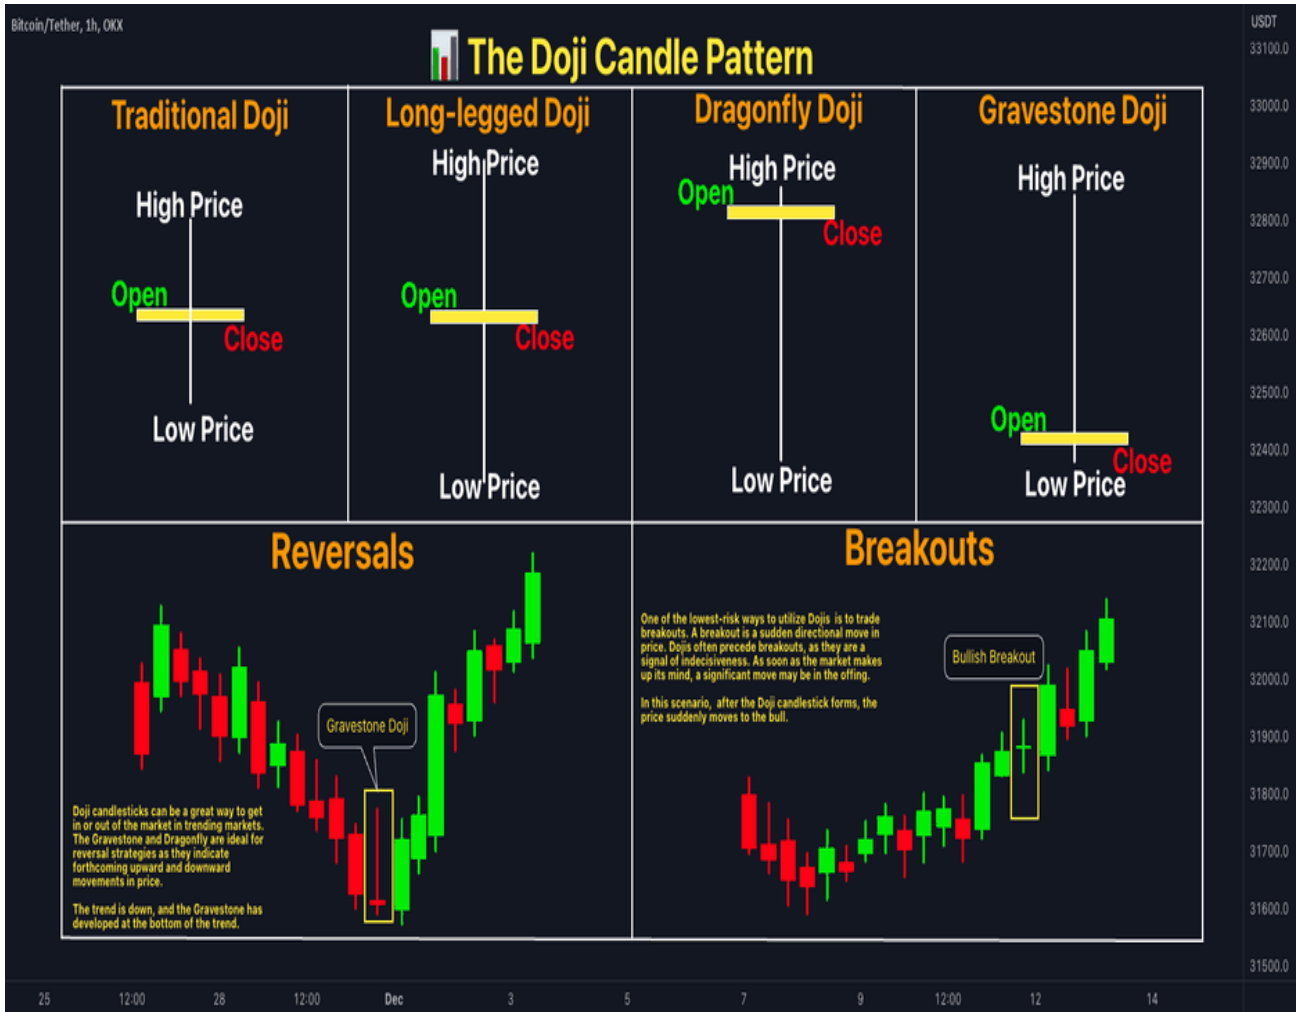 Bitcoin/Tether, 1h, OKX
USDT
The Doji Candle Pattern
Traditional Doji
High Price
Open
Close
Low Price
Long-legged Doji
High Price
Open
Close
Low Price
Dragonfly Doji
High Price
Open
Close
Low Price
Gravestone Doji
High Price
Open
Close
Low Price
Reversals
Gravestone Doji
Doji candlesticks can be a great way to get
in or out of the market in trending markets.
The Gravestone and Dragonfly are ideal for
reversal strategies as they indicate
forthcoming upward and downward
movements in price.
The trend is down, and the Gravestone has
developed at the bottom of the trend.
Breakouts
One of the lowest-risk ways to utilize Dojis is to trade
breakouts. A breakout is a sudden directional move in
price. Dojis often precede breakouts, as they are a
signal of indecisiveness. As soon as the market makes
up its mind, a significant move may be in the offing.
In this scenario, after the Doji candlestick forms, the
price suddenly moves to the bull.
Bullish Breakout
33100.0
33000.0
32900.0
32800.0
32700.0
32600.0
32500.0
32400.0
32300.0
32200.0
32100.0
32000.0
31900.0
31800.0
31700.0
31600.0
31500.0
25 12:00 28 12:00 Dec 3 5 7 9 12:00 12 14